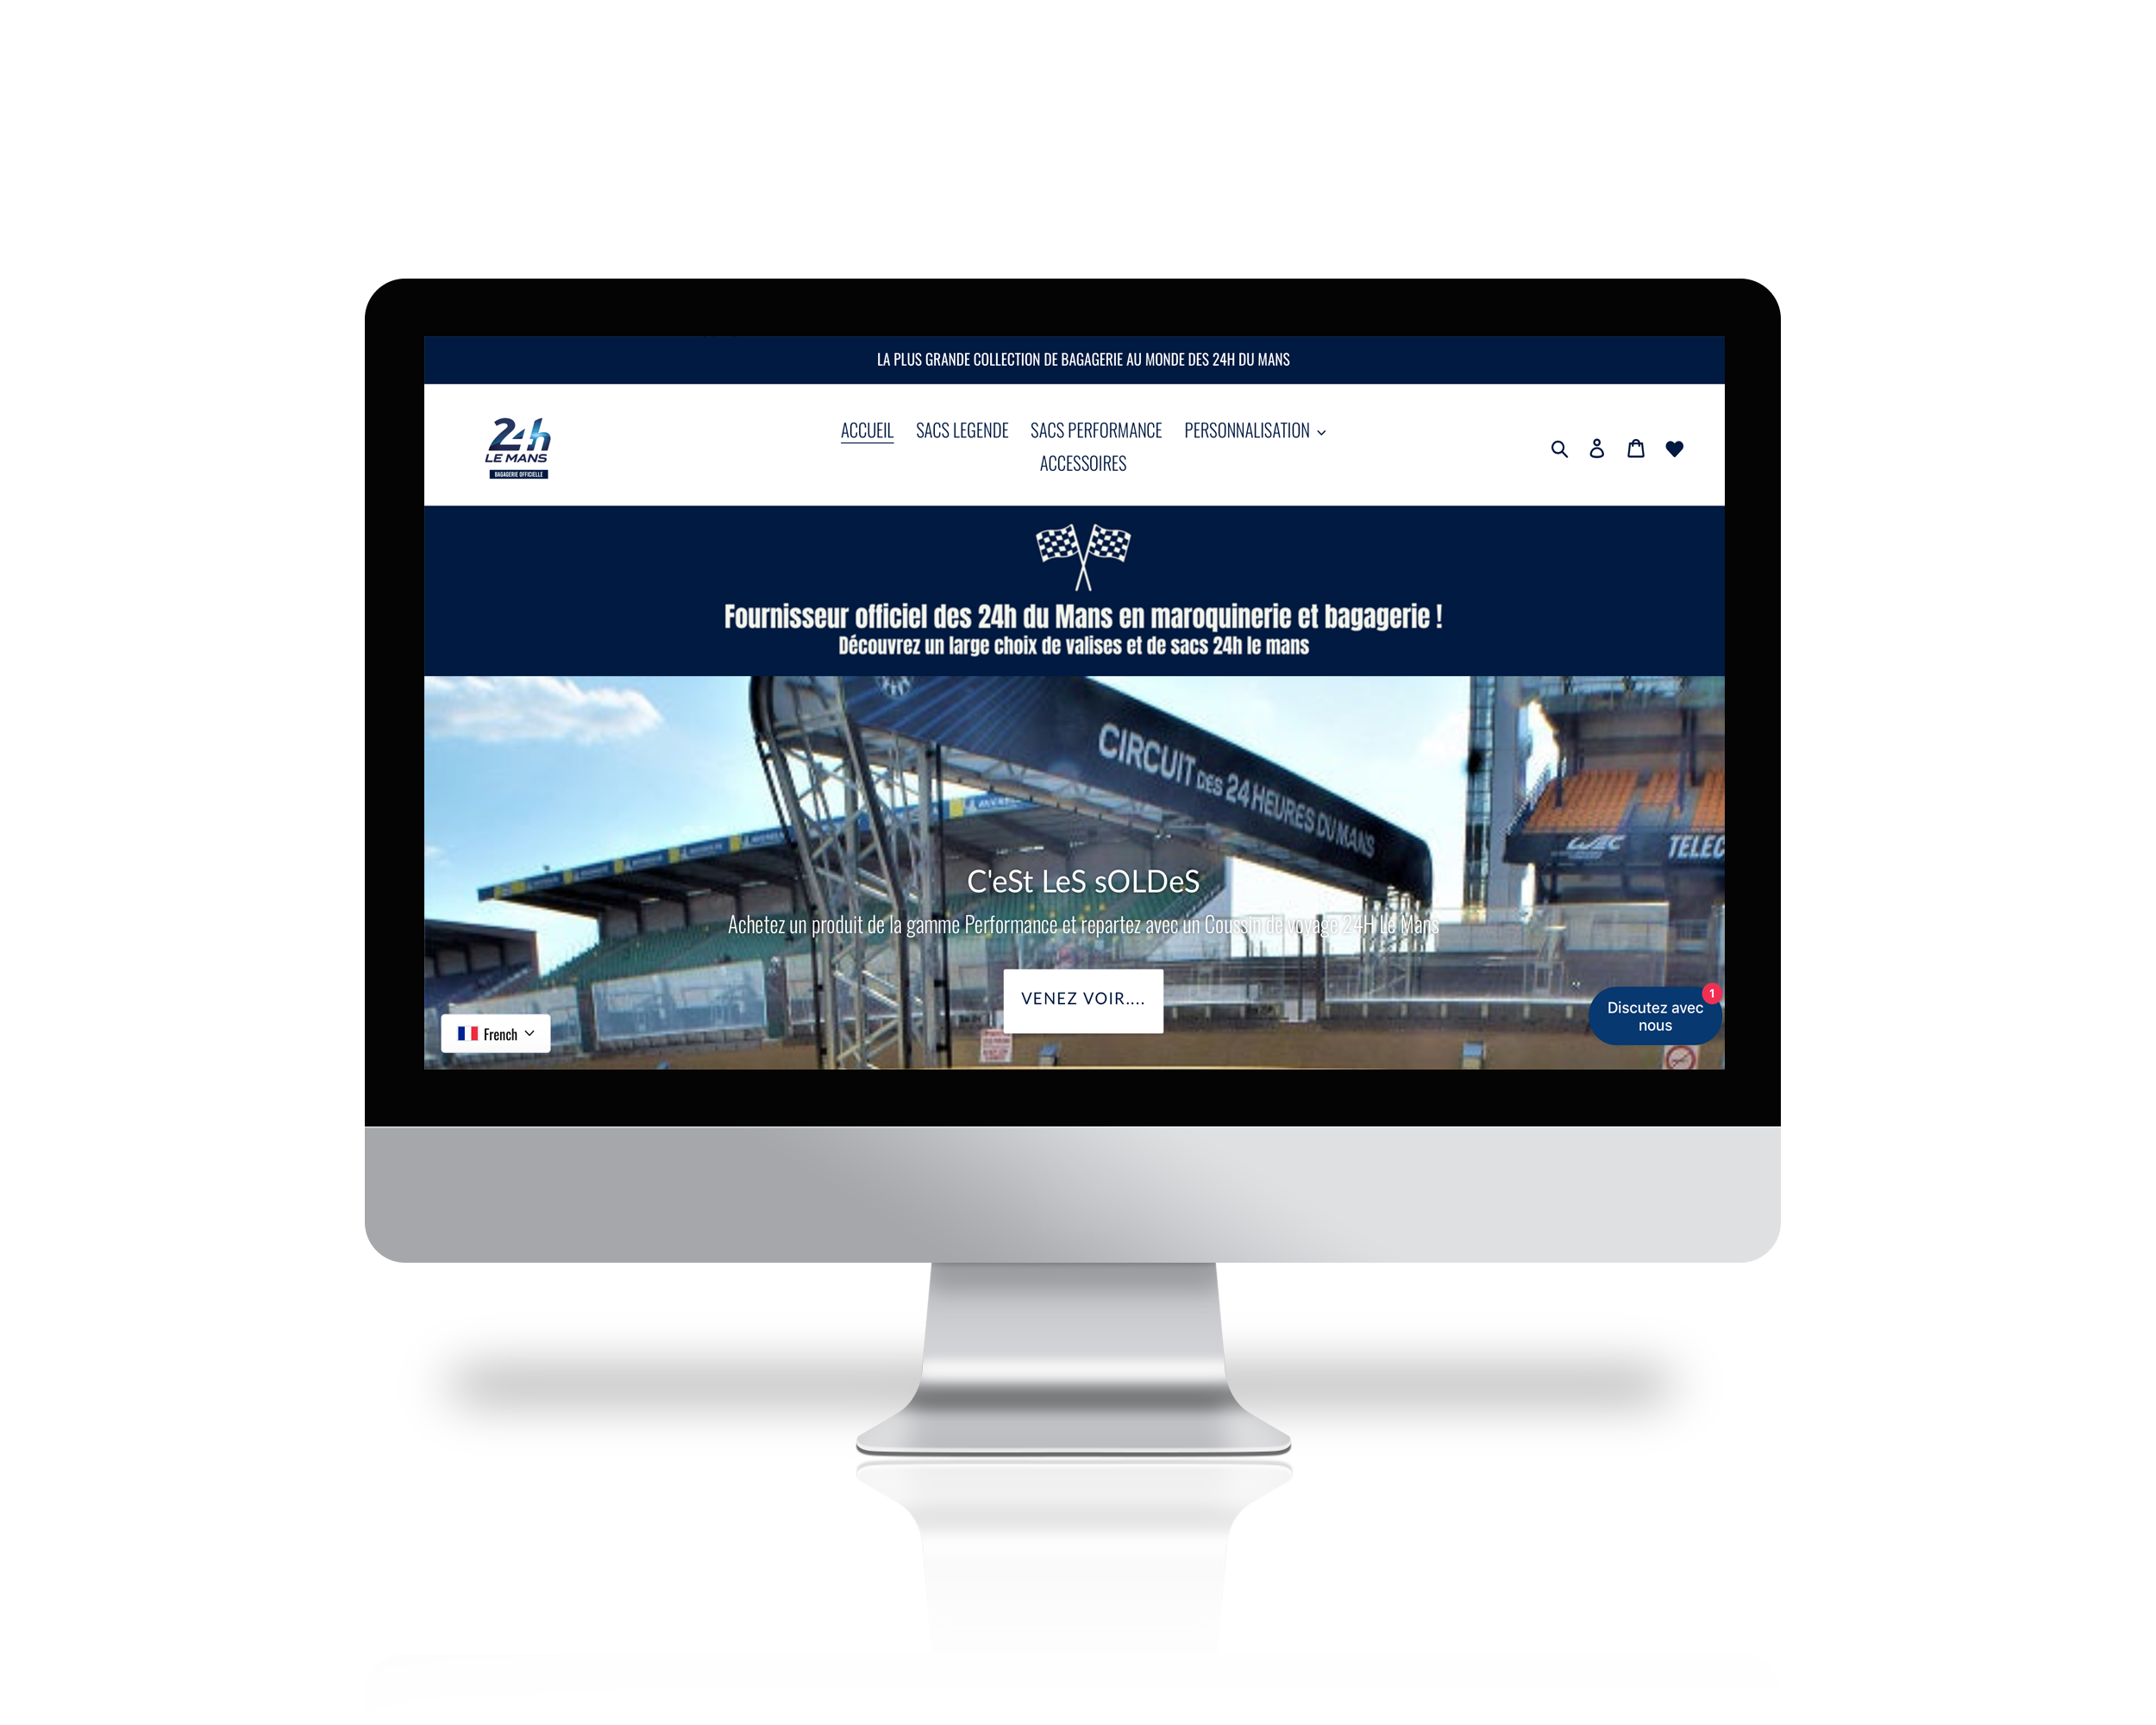 LA PLUS GRANDE COLLECTION DE BAGAGERIE AU MONDE DES 24H DU MANS
24h
LE MANS
BAGAGERIE OFFICIELLE
ACCUEIL SACS LEGENDE SACS PERFORMANCE PERSONNALISATION
ACCESSOIRES
Fournisseur officiel des 24h du Mans en maroquinerie et bagagerie !
Découvrez un large choix de valises et de sacs 24h le mans
CIRCUIT DES 24 HEURES DU MANS
WEC TELEC
C'eSt LeS sOLDeS
Achetez un produit de la gamme Performance et repartez avec un Coussin de voyage 24H Le Mans
VENEZ VOIR....
French
1
Discutez avec
nous